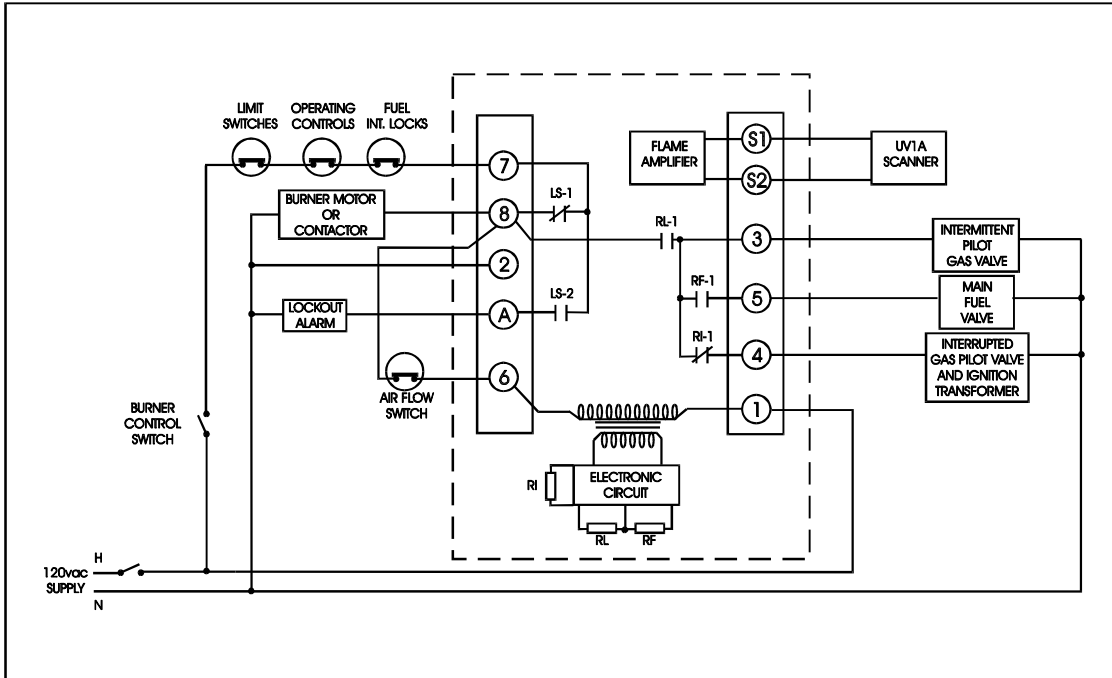 LIMIT
SWITCHES
OPERATING
CONTROLS
FUEL
INT. LOCKS
7
LS-1
BURNER MOTOR
OR
CONTACTOR
8
2
LS-2
LOCKOUT
ALARM
A
6
AIR FLOW
SWITCH
BURNER
CONTROL
SWITCH
FLAME
AMPLIFIER
S1
S2
UV1A
SCANNER
RL-1
3
INTERMITTENT
PILOT
GAS VALVE
RF-1
5
MAIN
FUEL
VALVE
RI-1
4
INTERRUPTED
GAS PILOT VALVE
AND IGNITION
TRANSFORMER
1
RI
ELECTRONIC
CIRCUIT
RL
RF
H
120vac
SUPPLY
N